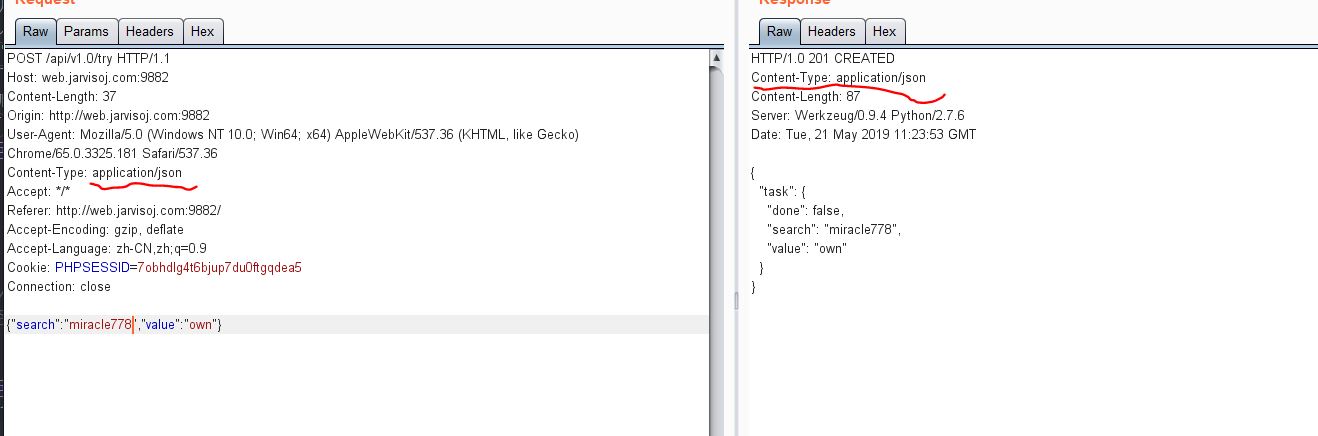 Request
Raw Params Headers Hex
POST /api/v1.0/try HTTP/1.1
Host: web.jarvisoj.com:9882
Content-Length: 37
Origin: http://web.jarvisoj.com:9882
User-Agent: Mozilla/5.0 (Windows NT 10.0; Win64; x64) AppleWebKit/537.36 (KHTML, like Gecko)
Chrome/65.0.3325.181 Safari/537.36
Content-Type: application/json
Accept: */*
Referer: http://web.jarvisoj.com:9882/
Accept-Encoding: gzip, deflate
Accept-Language: zh-CN,zh;q=0.9
Cookie: PHPSESSID=7obhdlg4t6bjup7du0ftgqdea5
Connection: close
{"search":"miracle778","value":"own"}
Response
Raw Headers Hex
HTTP/1.0 201 CREATED
Content-Type: application/json
Content-Length: 87
Server: Werkzeug/0.9.4 Python/2.7.6
Date: Tue, 21 May 2019 11:23:53 GMT
{
"task": {
"done": false,
"search": "miracle778",
"value": "own"
}
}